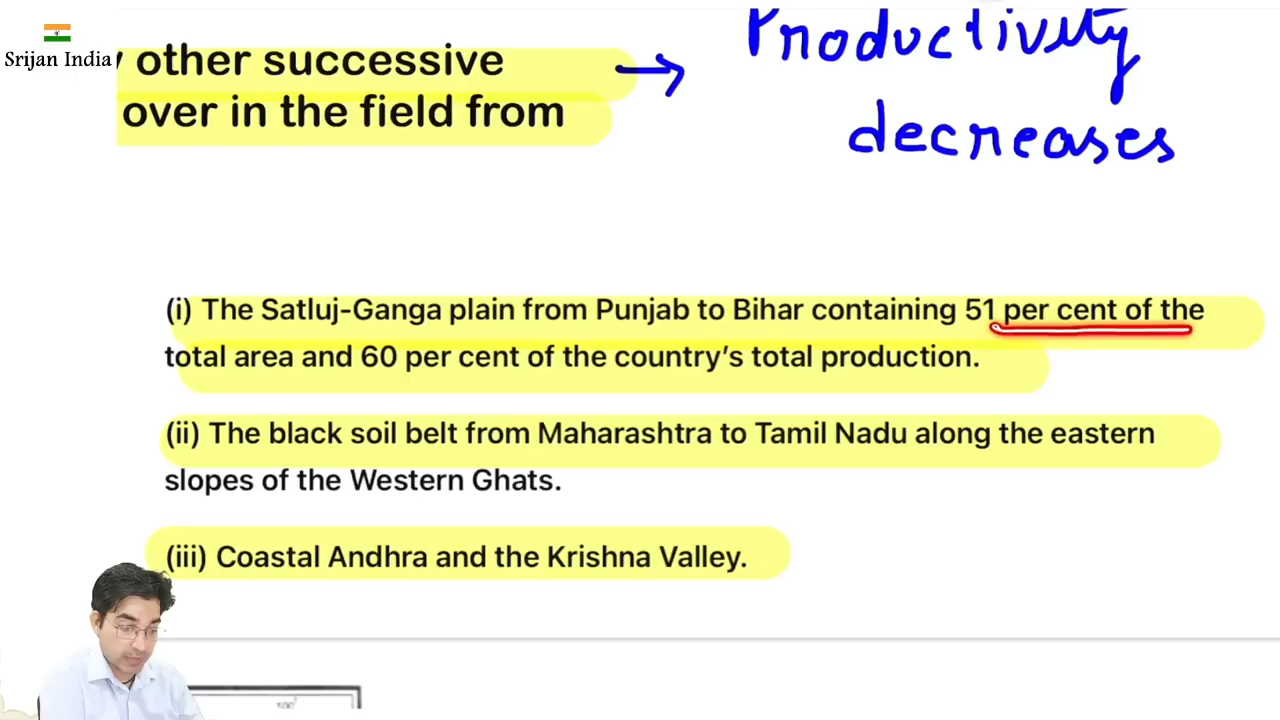 Srijan India
other successive
over in the field from
Productivity
decreases
(i) The Satluj-Ganga plain from Punjab to Bihar containing 51 per cent of the
total area and 60 per cent of the country's total production.
(ii) The black soil belt from Maharashtra to Tamil Nadu along the eastern
slopes of the Western Ghats.
(iii) Coastal Andhra and the Krishna Valley.